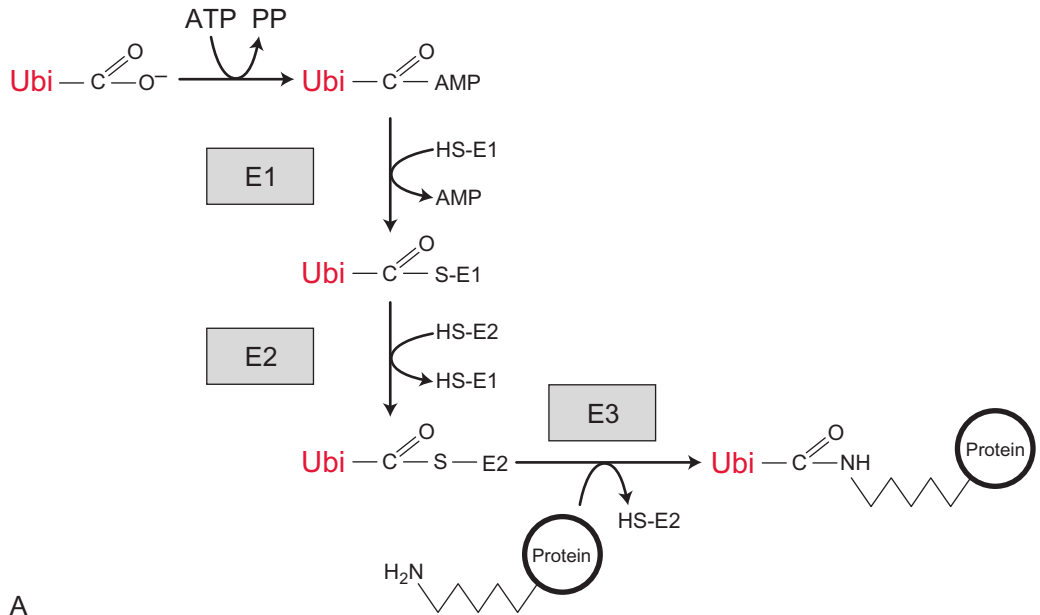 ATP PP
Ubi C O O–
Ubi C O AMP
HS-E1
E1
AMP
Ubi C O S-E1
HS-E2
E2
HS-E1
E3
Ubi C O S E2
Ubi C O NH
Protein
HS-E2
Protein
H2N
A